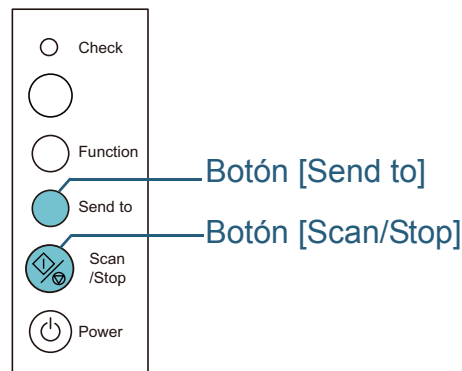 Check
Function
Botón [Send to]
Send to
Botón [Scan/Stop]
Scan
/Stop
Power